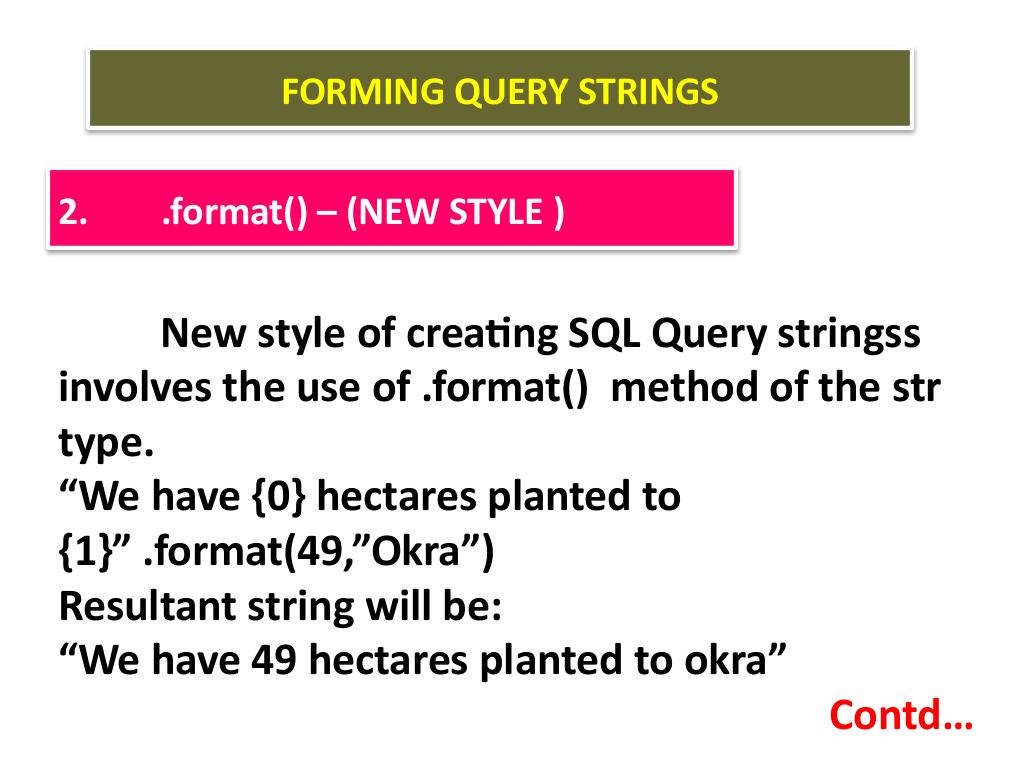 FORMING QUERY STRINGS
2. .format() – (NEW STYLE )
New style of creating SQL Query stringss
involves the use of .format() method of the str
type.
“We have {0} hectares planted to
{1}” .format(49,”Okra”)
Resultant string will be:
“We have 49 hectares planted to okra”
Contd…